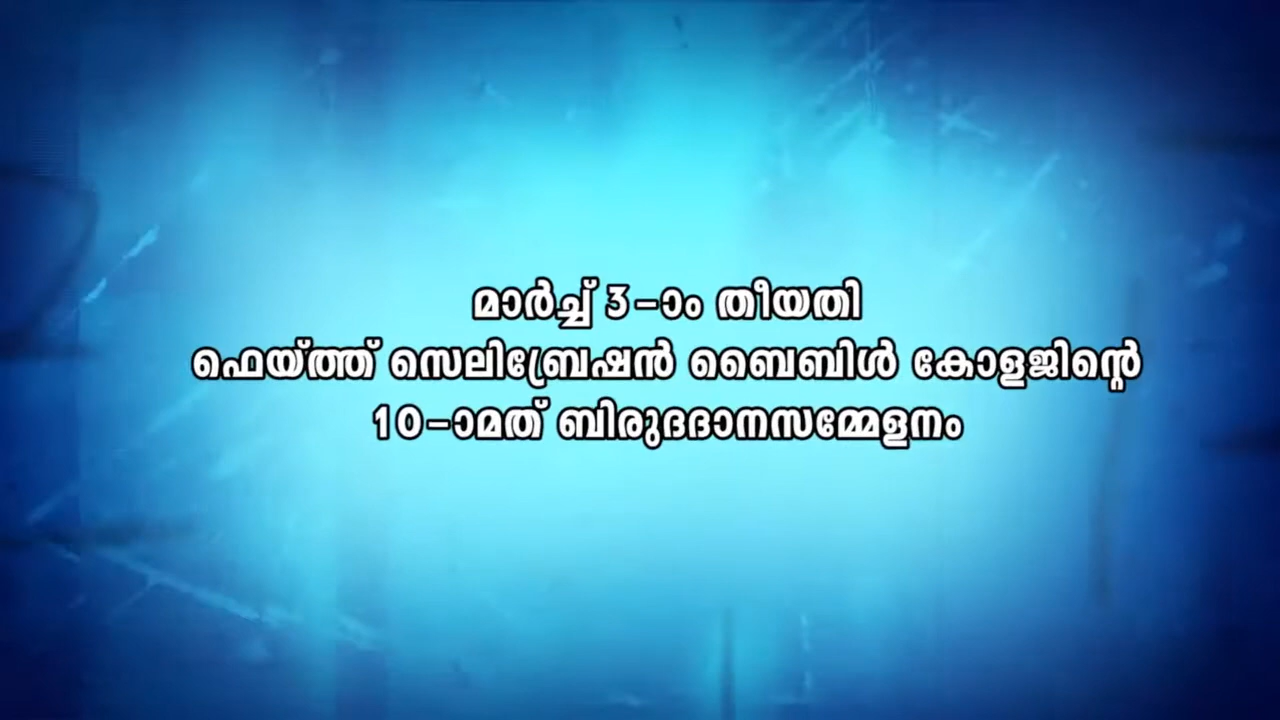 മാർച്ച് 3-ാം തീയതി
ഫെയ്ത്ത് സെലിബ്രേഷൻ ബൈബിൾ കോളജിന്റെ
10-ാമത് ബിരുദദാനസമ്മേളനം